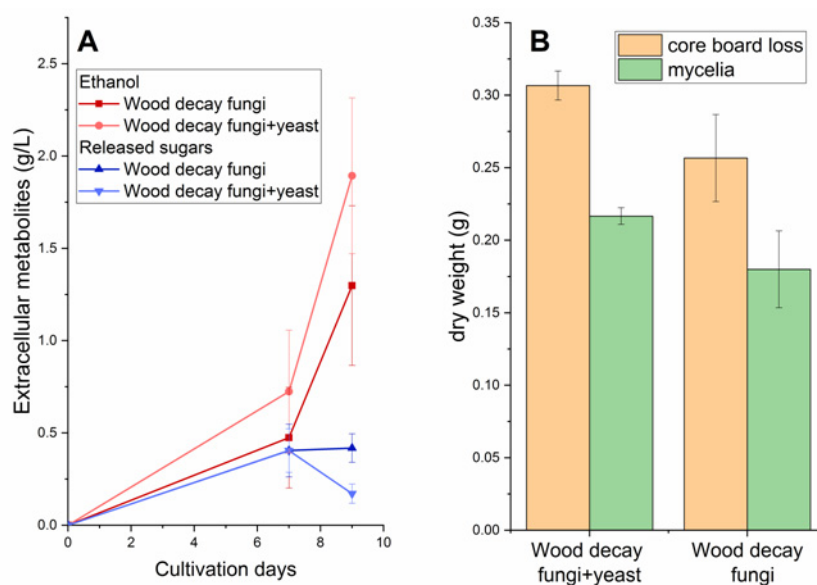 A
Ethanol
Wood decay fungi
Wood decay fungi+yeast
Released sugars
Wood decay fungi
Wood decay fungi+yeast
Extracellular metabolites (g/L)
2.5
2.0
1.5
1.0
0.5
0.0
0 2 4 6 8 10
Cultivation days
B
core board loss
mycelia
dry weight (g)
0.35
0.30
0.25
0.20
0.15
0.10
0.05
0.00
Wood decay
fungi+yeast
Wood decay
fungi